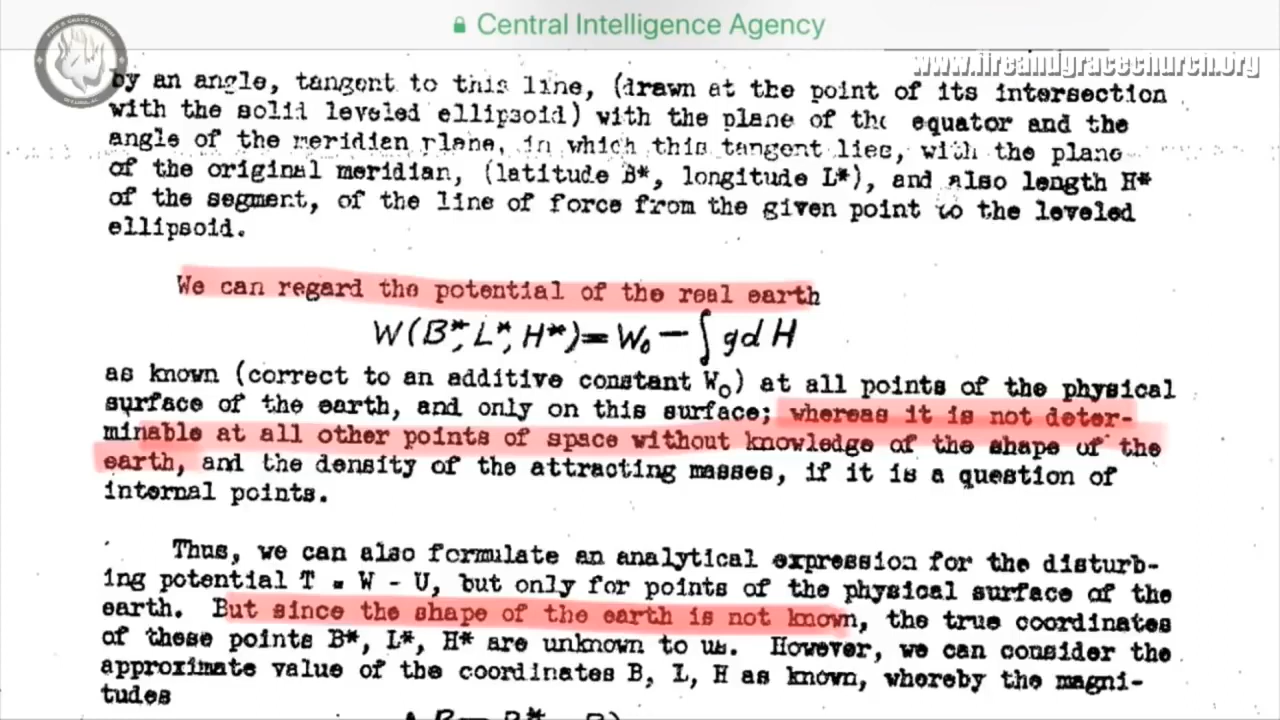 Central Intelligence Agency
www.fireandgracechurch.org
FIRE & GRACE CHURCH
by an angle, tangent to this line, (drawn at the point of its intersection
with the solid leveled ellipsoid) with the plane of the equator and the
angle of the meridian plane, in which this tangent lies, with the plane
of the original meridian, (latitude B*, longitude L*), and also length H*
of the segment, of the line of force from the given point to the leveled
ellipsoid.
We can regard the potential of the real earth
W(B*, L*, H*) = W₀ - ∫ gdH
as known (correct to an additive constant W₀) at all points of the physical
surface of the earth, and only on this surface; whereas it is not deter-
minable at all other points of space without knowledge of the shape of the
earth, and the density of the attracting masses, if it is a question of
internal points.
Thus, we can also formulate an analytical expression for the disturb-
ing potential T = W - U, but only for points of the physical surface of the
earth. But since the shape of the earth is not known, the true coordinates
of these points B*, L*, H* are unknown to us. However, we can consider the
approximate value of the coordinates B, L, H as known, whereby the magni-
tudes